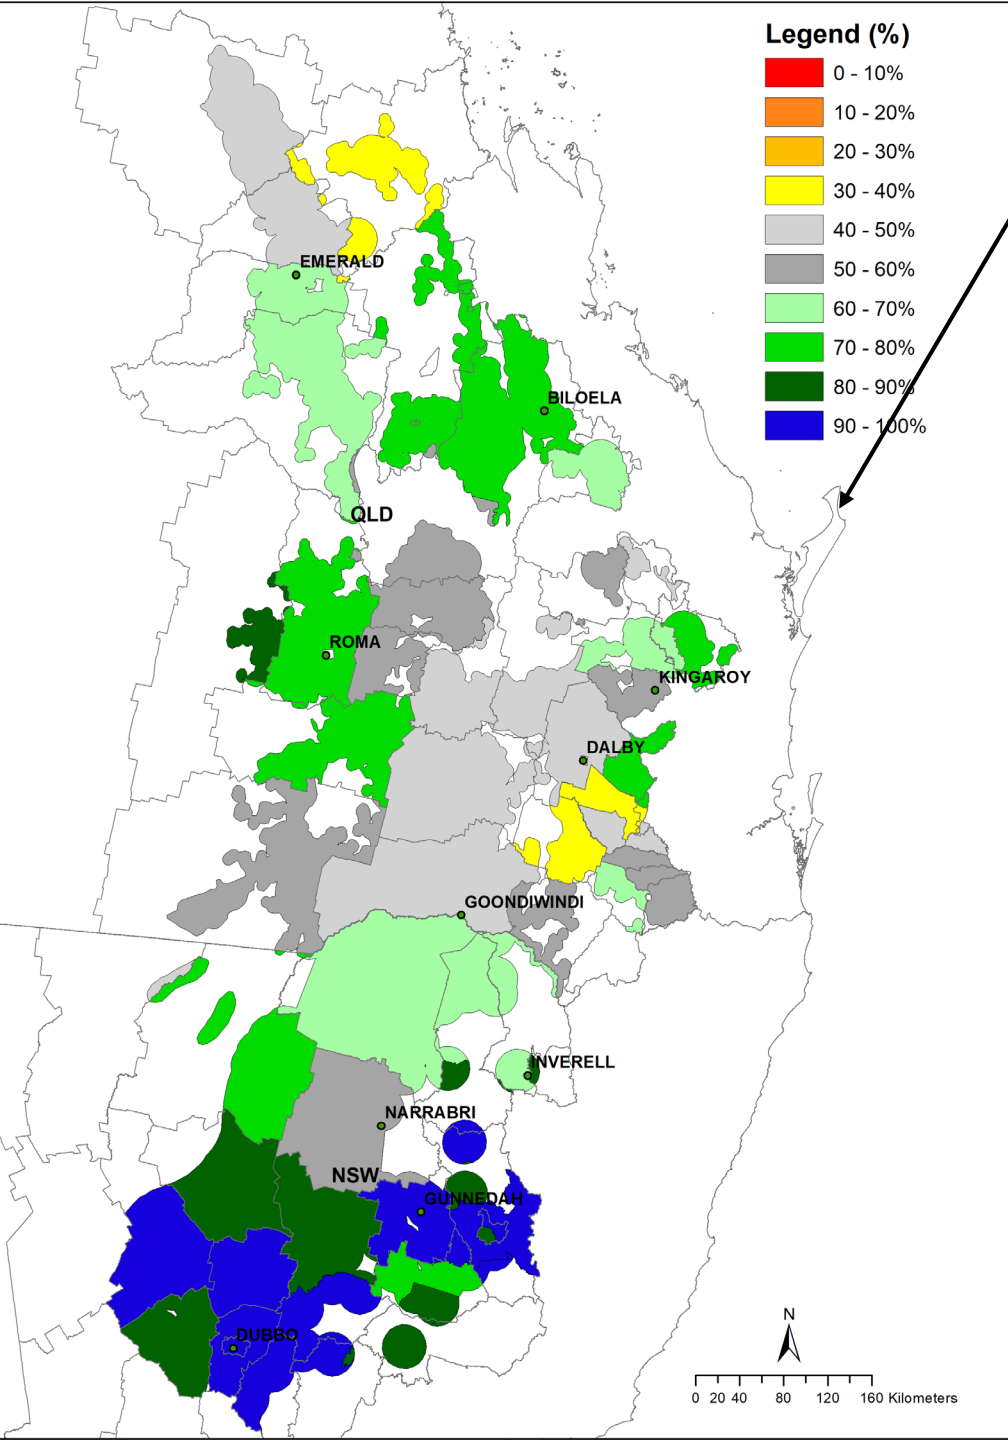 Legend (%)
0 - 10%
10 - 20%
20 - 30%
30 - 40%
40 - 50%
50 - 60%
60 - 70%
70 - 80%
80 - 90%
90 - 100%
EMERALD
BILOELA
QLD
ROMA
KINGAROY
DALBY
GOONDIWINDI
INVERELL
NARRABRI
NSW
GUNNEDAH
DUBBO
N
0 20 40 80 120 160 Kilometers